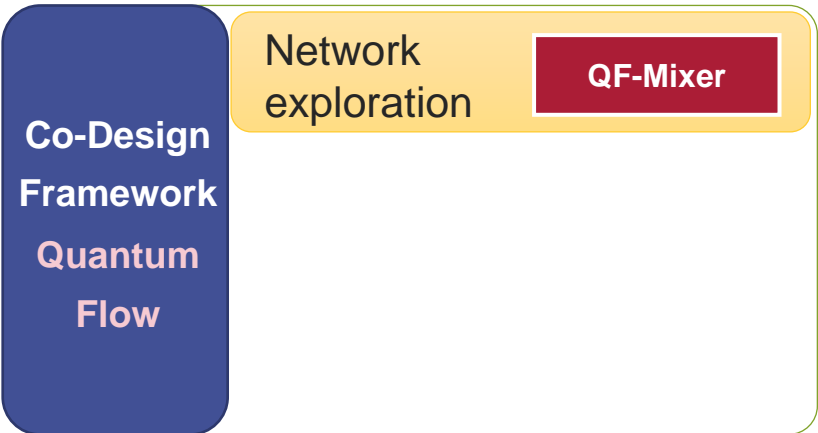 Co-Design
Framework
Quantum
Flow
Network
exploration
QF-Mixer